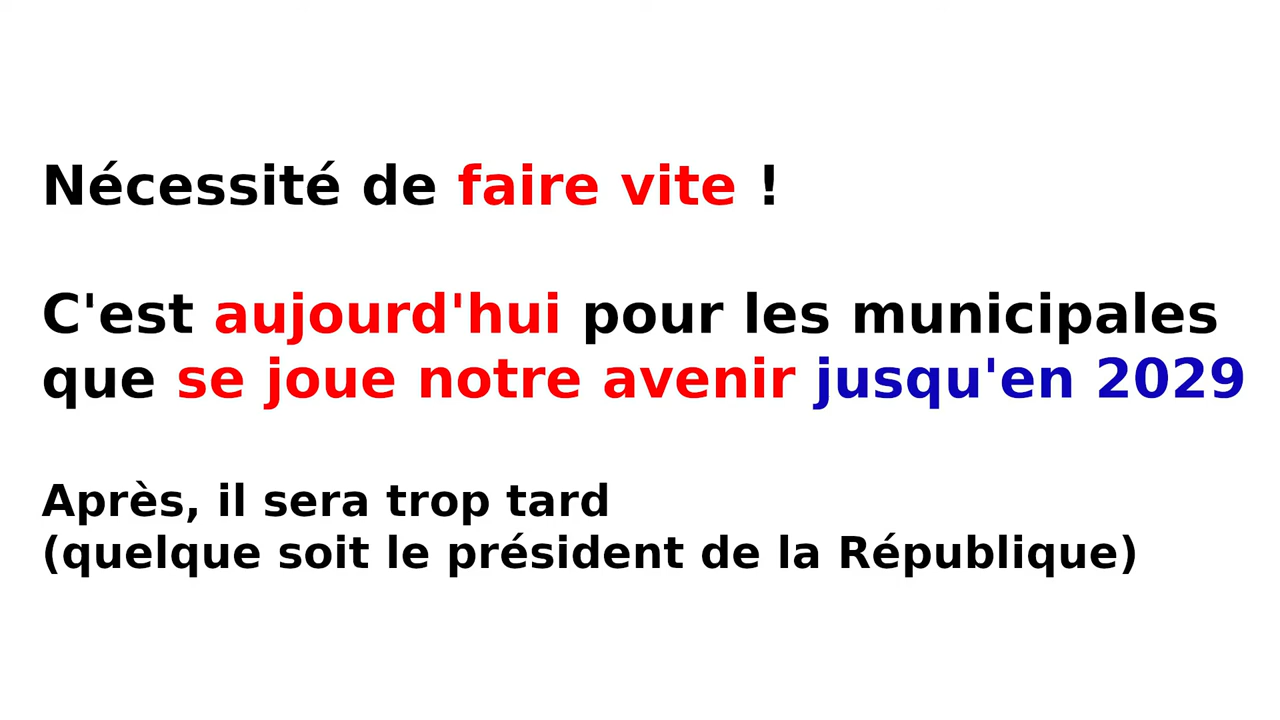 Nécessité de faire vite !
C'est aujourd'hui pour les municipales
que se joue notre avenir jusqu'en 2029
Après, il sera trop tard
(quelque soit le président de la République)